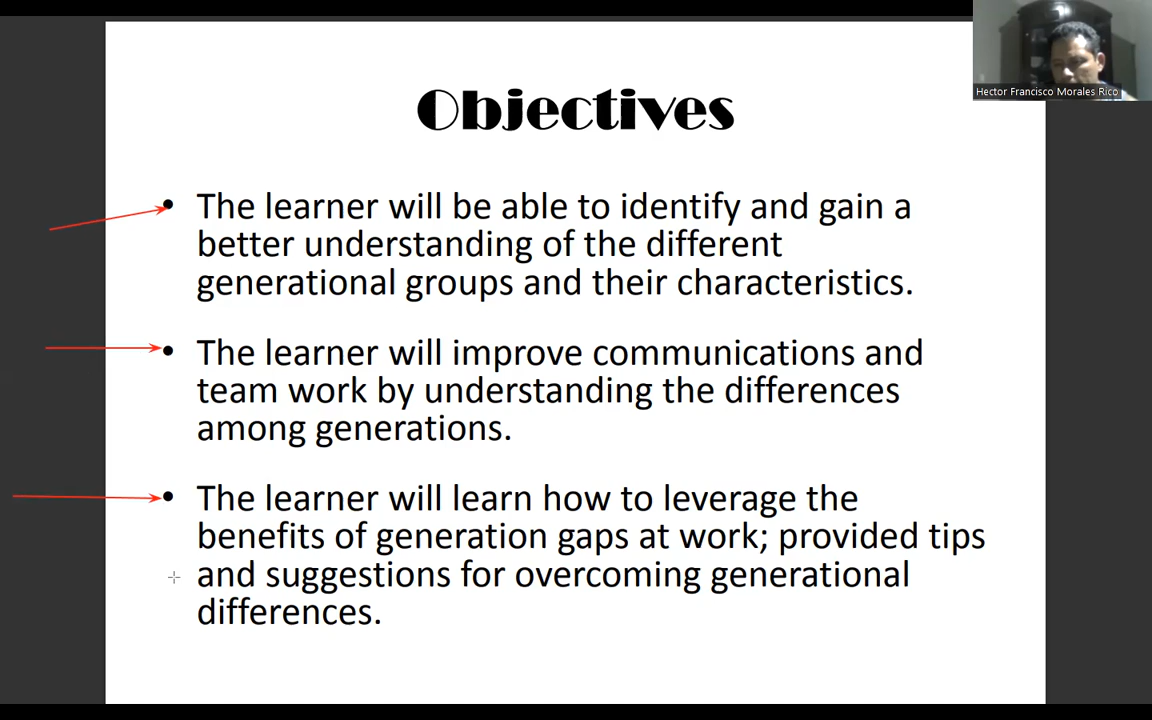 Objectives
Hector Francisco Morales Rico
• The learner will be able to identify and gain a
better understanding of the different
generational groups and their characteristics.
• The learner will improve communications and
team work by understanding the differences
among generations.
• The learner will learn how to leverage the
benefits of generation gaps at work; provided tips
and suggestions for overcoming generational
differences.